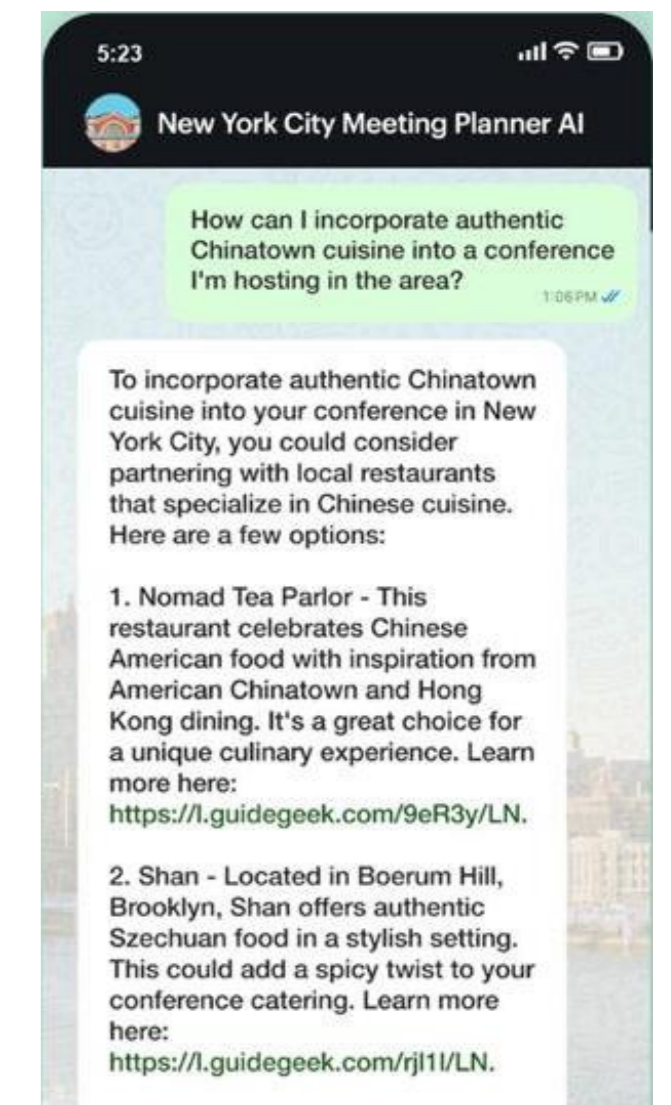 5:23
New York City Meeting Planner AI
How can I incorporate authentic
Chinatown cuisine into a conference
I'm hosting in the area?
1:06 PM
To incorporate authentic Chinatown
cuisine into your conference in New
York City, you could consider
partnering with local restaurants
that specialize in Chinese cuisine.
Here are a few options:
1. Nomad Tea Parlor - This
restaurant celebrates Chinese
American food with inspiration from
American Chinatown and Hong
Kong dining. It's a great choice for
a unique culinary experience. Learn
more here:
https://l.guidegeek.com/9eR3y/LN.
2. Shan - Located in Boerum Hill,
Brooklyn, Shan offers authentic
Szechuan food in a stylish setting.
This could add a spicy twist to your
conference catering. Learn more
here:
https://l.guidegeek.com/rjl1l/LN.